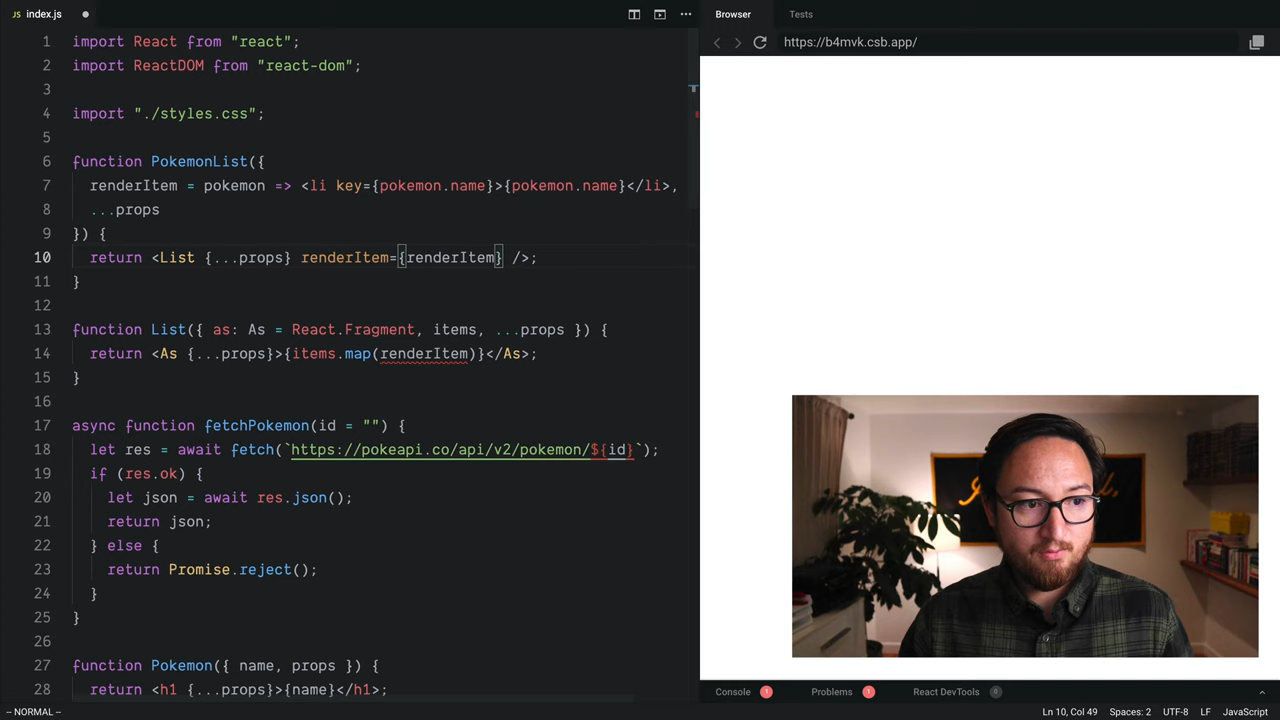 JS index.js
1 import React from "react";
2 import ReactDOM from "react-dom";
3
4 import "./styles.css";
5
6 function PokemonList({
7 renderItem = pokemon => <li key={pokemon.name}>{pokemon.name}</li>,
8 ...props
9 }) {
10 return <List {...props} renderItem={renderItem} />;
11 }
12
13 function List({ as: As = React.Fragment, items, ...props }) {
14 return <As {...props}>{items.map(renderItem)}</As>;
15 }
16
17 async function fetchPokemon(id = "") {
18 let res = await fetch(`https://pokeapi.co/api/v2/pokemon/${id}`);
19 if (res.ok) {
20 let json = await res.json();
21 return json;
22 } else {
23 return Promise.reject();
24 }
25 }
26
27 function Pokemon({ name, props }) {
28 return <h1 {...props}>{name}</h1>;
-- NORMAL --
Browser Tests
https://b4mvk.csb.app/
Console 1 Problems 1 React DevTools 0
Ln 10, Col 49 Spaces: 2 UTF-8 LF JavaScript